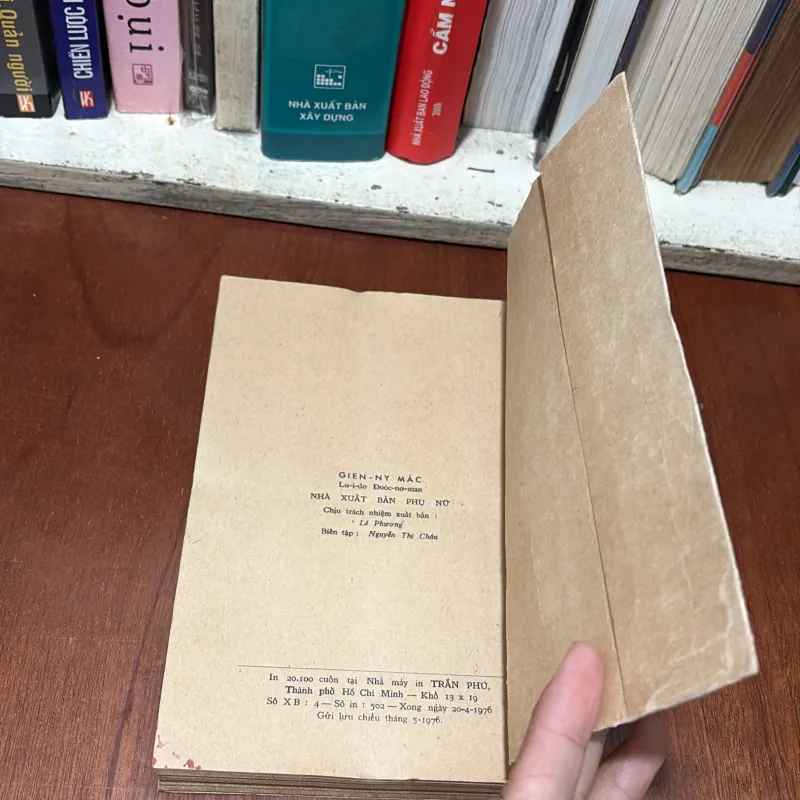 Quản người
CHIẾN LƯỢC
NHÀ XUẤT BẢN
XÂY DỰNG
CẨM N
NHÀ XUẤT BẢN LAO ĐỘNG
2006
GIEN-NY MÁC
Lu-i-dơ Đoóc-nơ-man
NHÀ XUẤT BẢN PHỤ NỮ
Chịu trách nhiệm xuất bản :
Lê Phương
Biên tập : Nguyễn Thị Châu
In 20.100 cuốn tại Nhà máy in TRẦN PHÚ,
Thành phố Hồ Chí Minh — Khổ 13 x 19
Số XB : 4 — Số in : 502 — Xong ngày 20-4-1976
Gửi lưu chiểu tháng 5-1976.